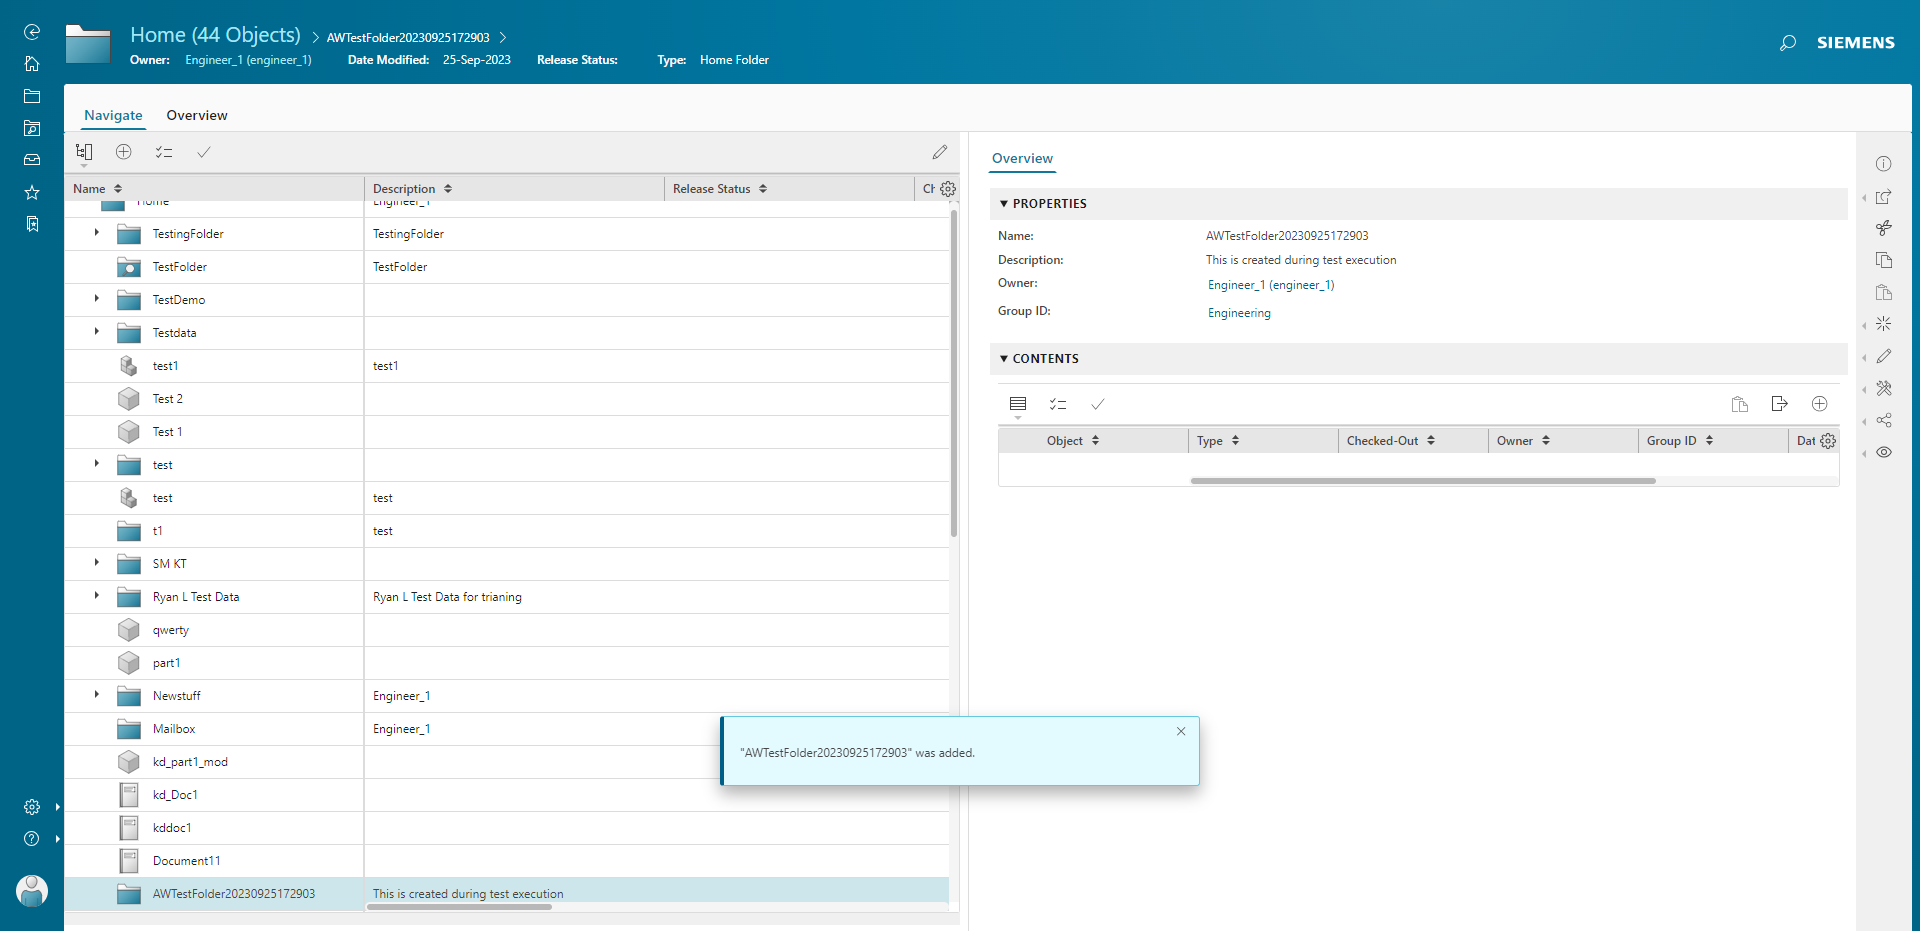 Home (44 Objects) AWTestFolder20230925172903
Owner: Engineer_1 (engineer_1) Date Modified: 25-Sep-2023 Release Status: Type: Home Folder
SIEMENS
Navigate Overview
Name Description Release Status Ch
Home Engineer_1
TestingFolder TestingFolder
TestFolder TestFolder
TestDemo
Testdata
test1 test1
Test 2
Test 1
test
test test
t1 test
SM KT
Ryan L Test Data Ryan L Test Data for trianing
qwerty
part1
Newstuff Engineer_1
Mailbox Engineer_1
kd_part1_mod
kd_Doc1
kddoc1
Document11
AWTestFolder20230925172903 This is created during test execution
Overview
PROPERTIES
Name: AWTestFolder20230925172903
Description: This is created during test execution
Owner: Engineer_1 (engineer_1)
Group ID: Engineering
CONTENTS
Object Type Checked-Out Owner Group ID Dat
"AWTestFolder20230925172903" was added.